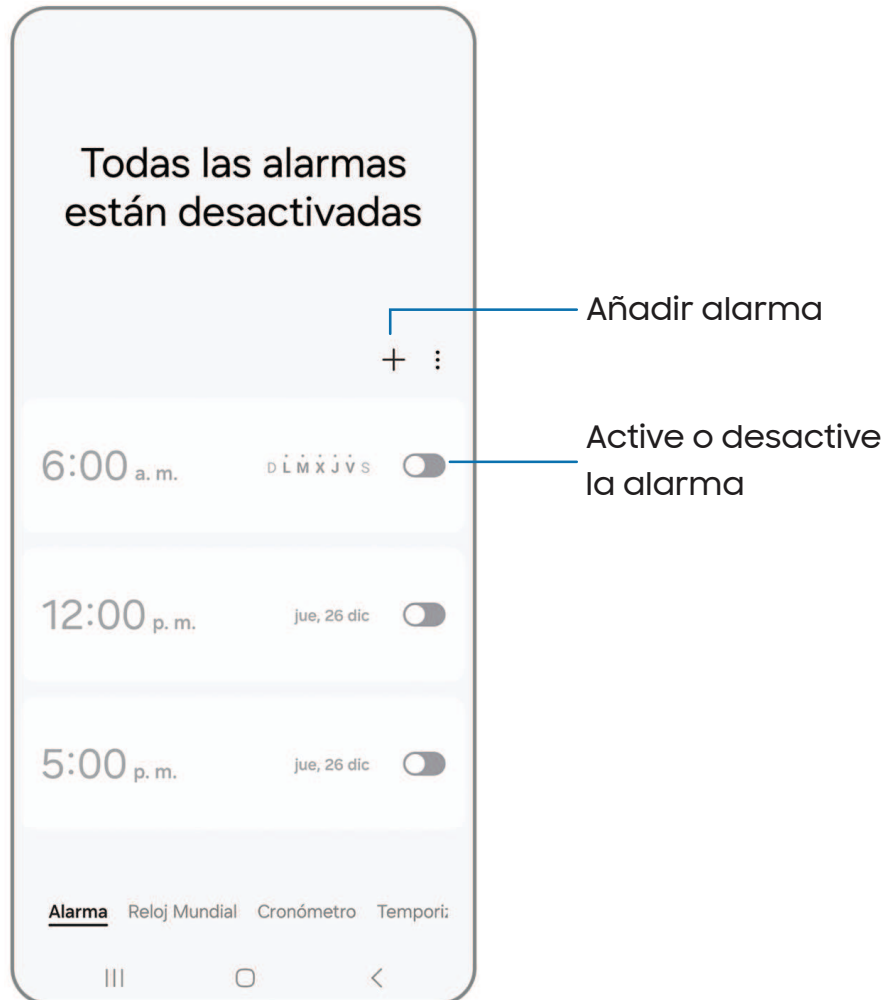 Todas las alarmas
están desactivadas
Añadir alarma
6:00 a. m.
D L M X J V S
Active o desactive
la alarma
12:00 p. m.
jue, 26 dic
5:00 p. m.
jue, 26 dic
Alarma Reloj Mundial Cronómetro Temporiz